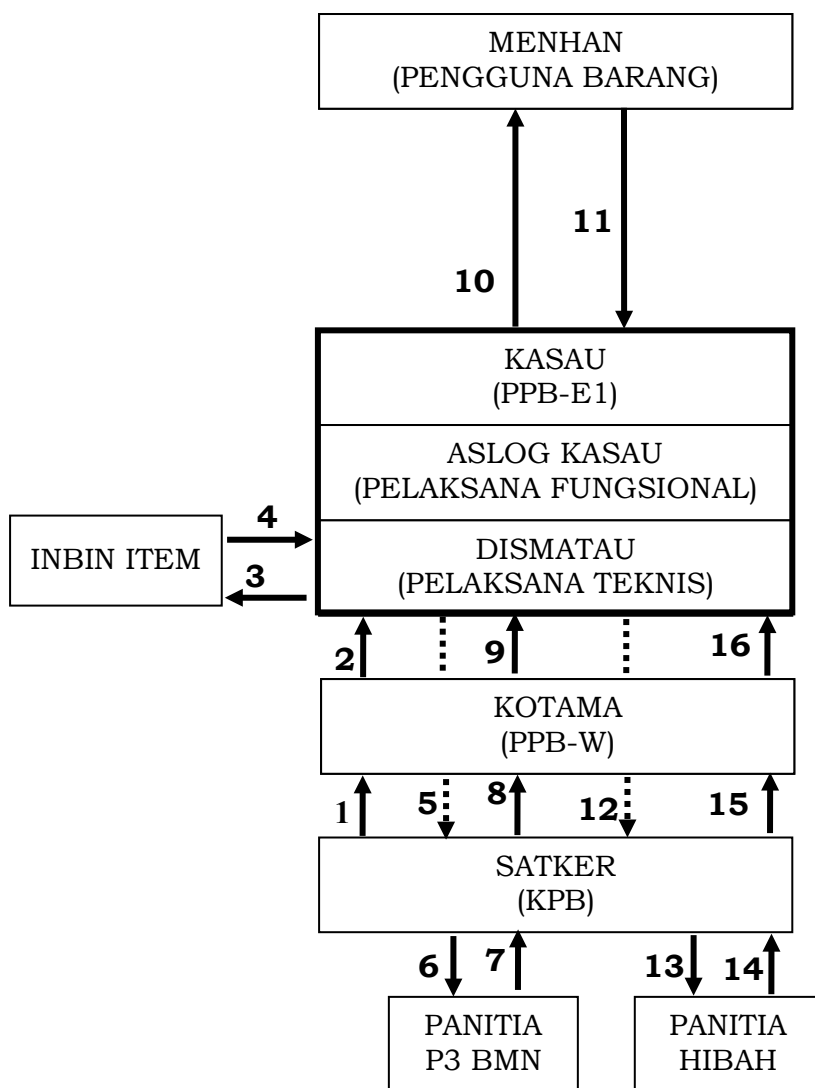 MENHAN
(PENGGUNA BARANG)
11
10
KASAU
(PPB-E1)
ASLOG KASAU
(PELAKSANA FUNGSIONAL)
4
INBIN ITEM
DISMATAU
(PELAKSANA TEKNIS)
3
2 9 16
KOTAMA
(PPB-W)
1 5 8 12 15
SATKER
(KPB)
6 7 13 14
PANITIA
P3 BMN
PANITIA
HIBAH